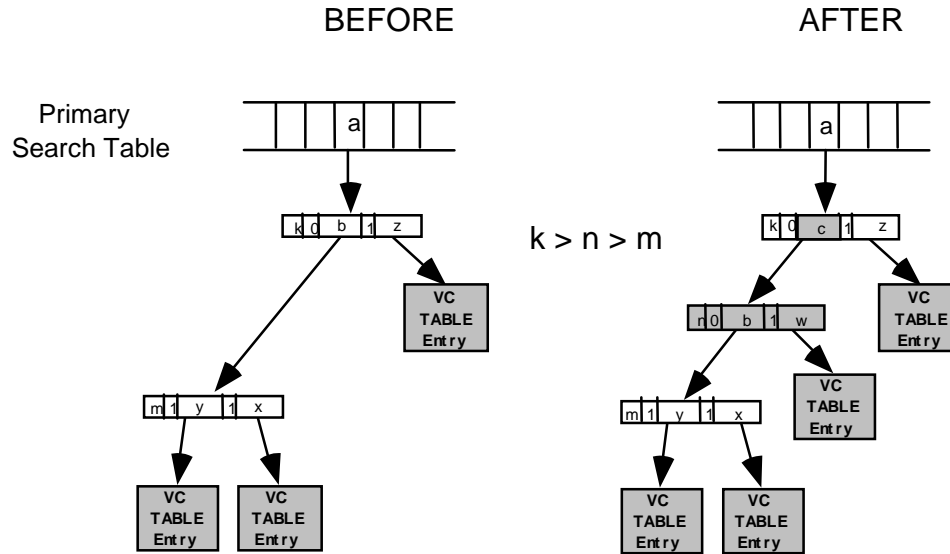 BEFORE
AFTER
Primary
Search Table
a
a
k 0 b 1 z
k 0 c 1 z
k > n > m
VC
TABLE
Entry
VC
TABLE
Entry
n 0 b 1 w
m 1 y 1 x
m 1 y 1 x
VC
TABLE
Entry
VC
TABLE
Entry
VC
TABLE
Entry
VC
TABLE
Entry
VC
TABLE
Entry